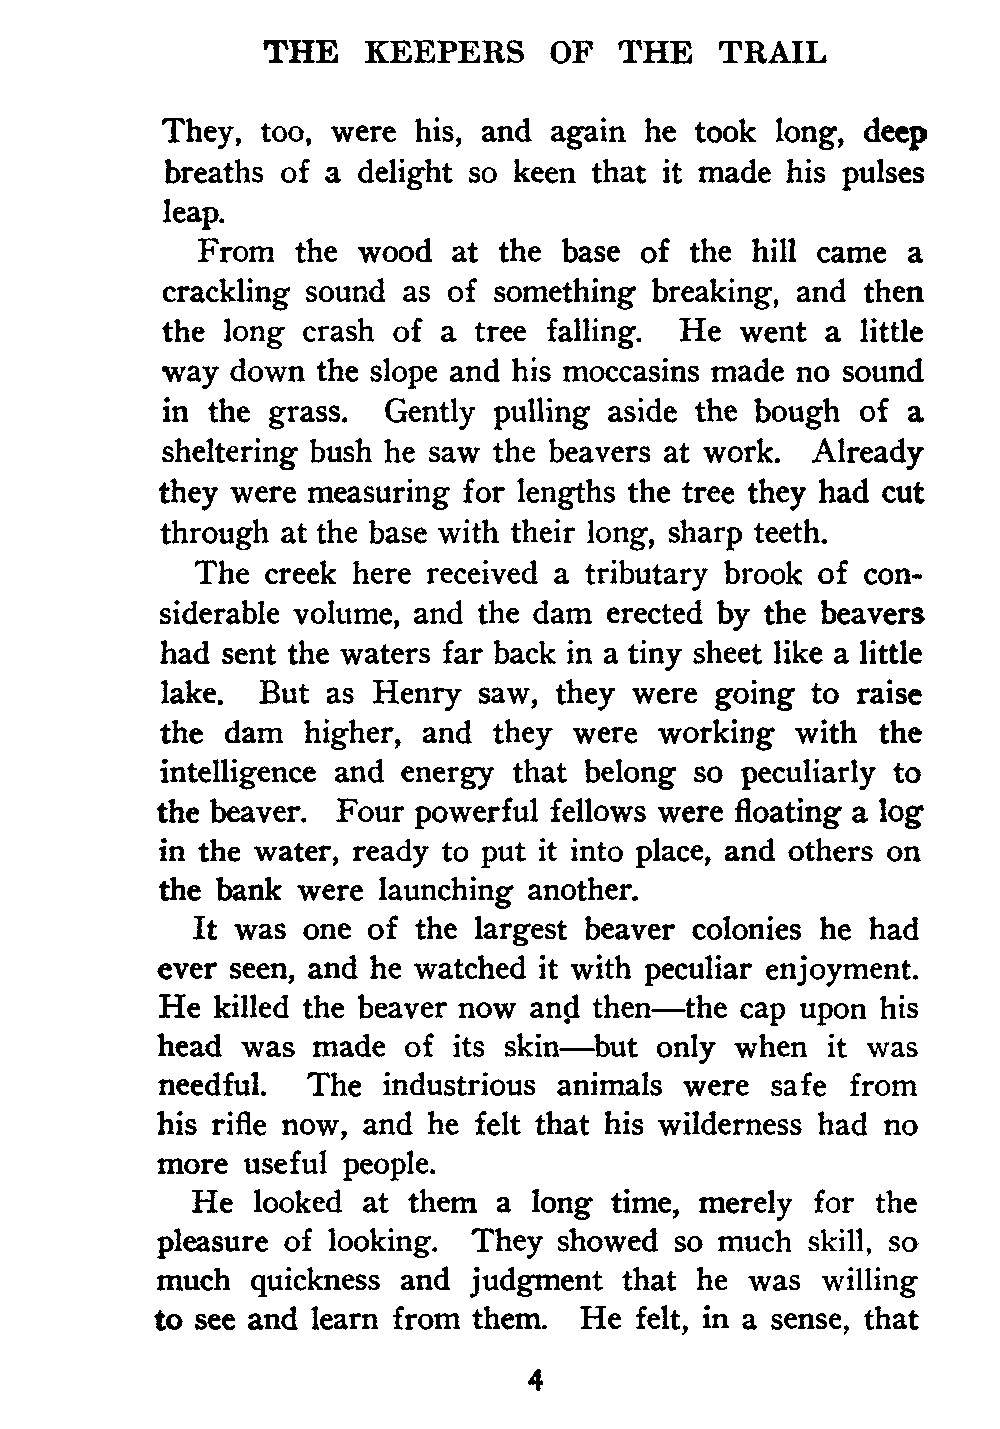 THE KEEPERS OF THE TRAIL
They, too, were his, and again he took long, deep
breaths of a delight so keen that it made his pulses
leap.
From the wood at the base of the hill came a
crackling sound as of something breaking, and then
the long crash of a tree falling. He went a little
way down the slope and his moccasins made no sound
in the grass. Gently pulling aside the bough of a
sheltering bush he saw the beavers at work. Already
they were measuring for lengths the tree they had cut
through at the base with their long, sharp teeth.
The creek here received a tributary brook of con-
siderable volume, and the dam erected by the beavers
had sent the waters far back in a tiny sheet like a little
lake. But as Henry saw, they were going to raise
the dam higher, and they were working with the
intelligence and energy that belong so peculiarly to
the beaver. Four powerful fellows were floating a log
in the water, ready to put it into place, and others on
the bank were launching another.
It was one of the largest beaver colonies he had
ever seen, and he watched it with peculiar enjoyment.
He killed the beaver now and then—the cap upon his
head was made of its skin—but only when it was
needful. The industrious animals were safe from
his rifle now, and he felt that his wilderness had no
more useful people.
He looked at them a long time, merely for the
pleasure of looking. They showed so much skill, so
much quickness and judgment that he was willing
to see and learn from them. He felt, in a sense, that
4